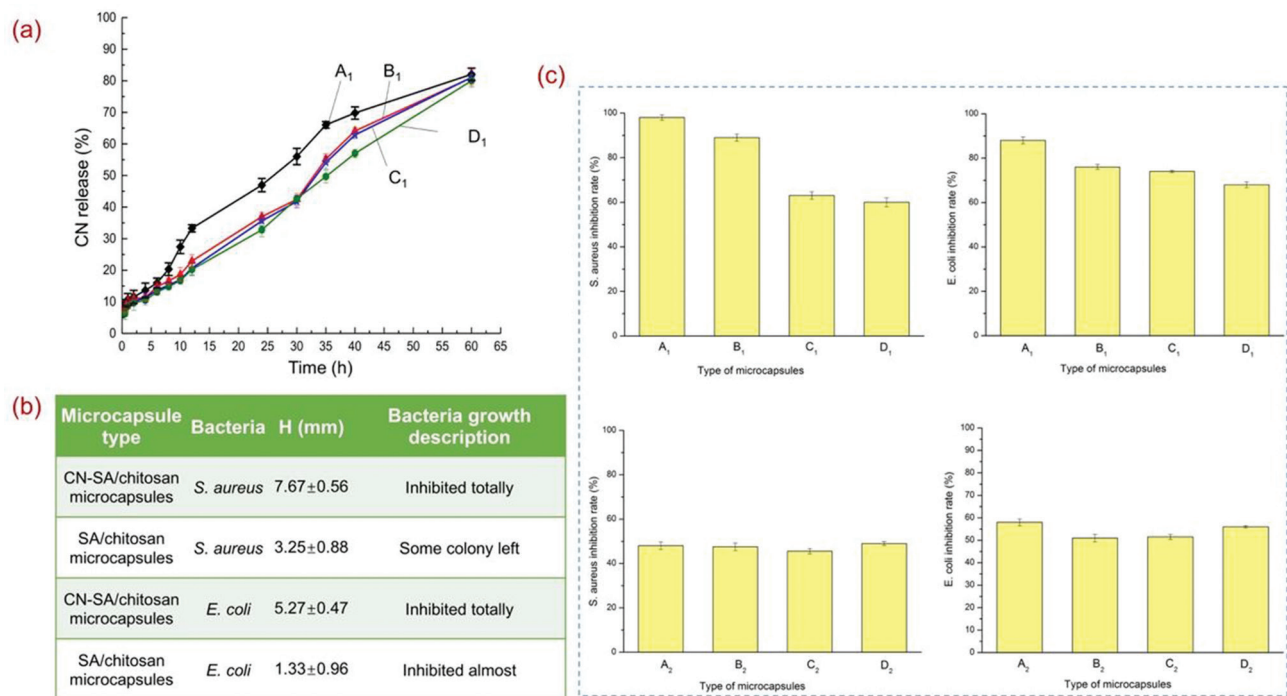 (a)
100
90
80
70
60
50
40
30
20
10
0
CN release (%)
A1
B1
C1
D1
0 5 10 15 20 25 30 35 40 45 50 55 60 65
Time (h)
(b)
Microcapsule type
Bacteria
H (mm)
Bacteria growth description
CN-SA/chitosan microcapsules
S. aureus
7.67±0.56
Inhibited totally
SA/chitosan microcapsules
S. aureus
3.25±0.88
Some colony left
CN-SA/chitosan microcapsules
E. coli
5.27±0.47
Inhibited totally
SA/chitosan microcapsules
E. coli
1.33±0.96
Inhibited almost
(c)
100
80
60
40
20
0
S. aureus inhibition rate (%)
A1 B1 C1 D1
Type of microcapsules
100
80
60
40
20
0
E. coli inhibition rate (%)
A1 B1 C1 D1
Type of microcapsules
100
80
60
40
20
0
S. aureus inhibition rate (%)
A2 B2 C2 D2
Type of microcapsules
100
90
80
70
60
50
40
30
20
10
0
E. coli inhibition rate (%)
A2 B2 C2 D2
Type of microcapsules